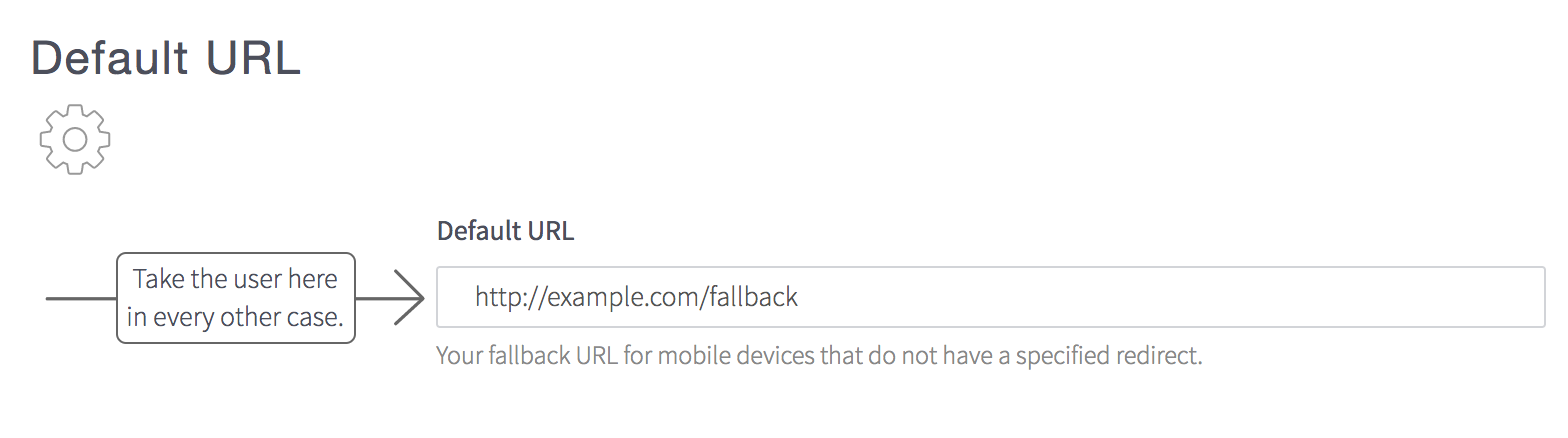 Default URL
Default URL
Take the user here
in every other case.
http://example.com/fallback
Your fallback URL for mobile devices that do not have a specified redirect.